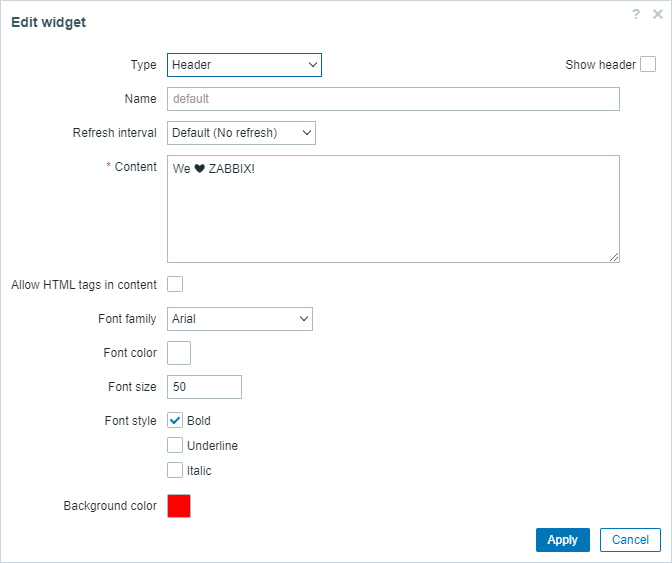 Edit widget
? ×
Type Header Show header
Name default
Refresh interval Default (No refresh)
* Content We ❤ ZABBIX!
Allow HTML tags in content
Font family Arial
Font color
Font size 50
Font style Bold
Underline
Italic
Background color
Apply Cancel